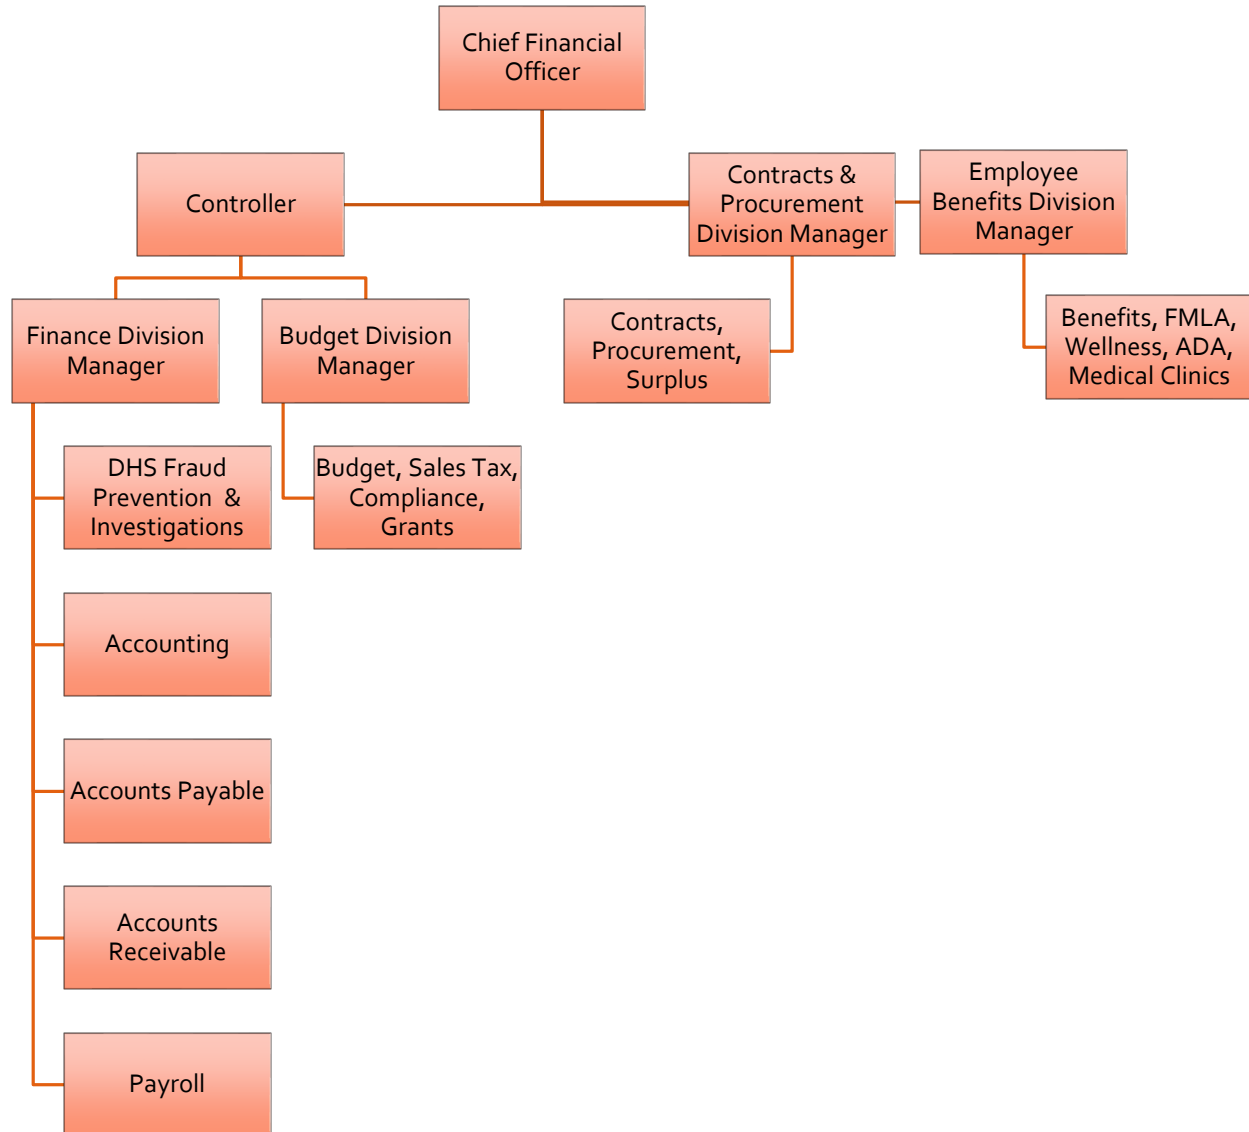 Chief Financial
Officer
Controller
Contracts &
Procurement
Division Manager
Employee
Benefits Division
Manager
Finance Division
Manager
Budget Division
Manager
Contracts,
Procurement,
Surplus
Benefits, FMLA,
Wellness, ADA,
Medical Clinics
DHS Fraud
Prevention &
Investigations
Budget, Sales Tax,
Compliance,
Grants
Accounting
Accounts Payable
Accounts
Receivable
Payroll